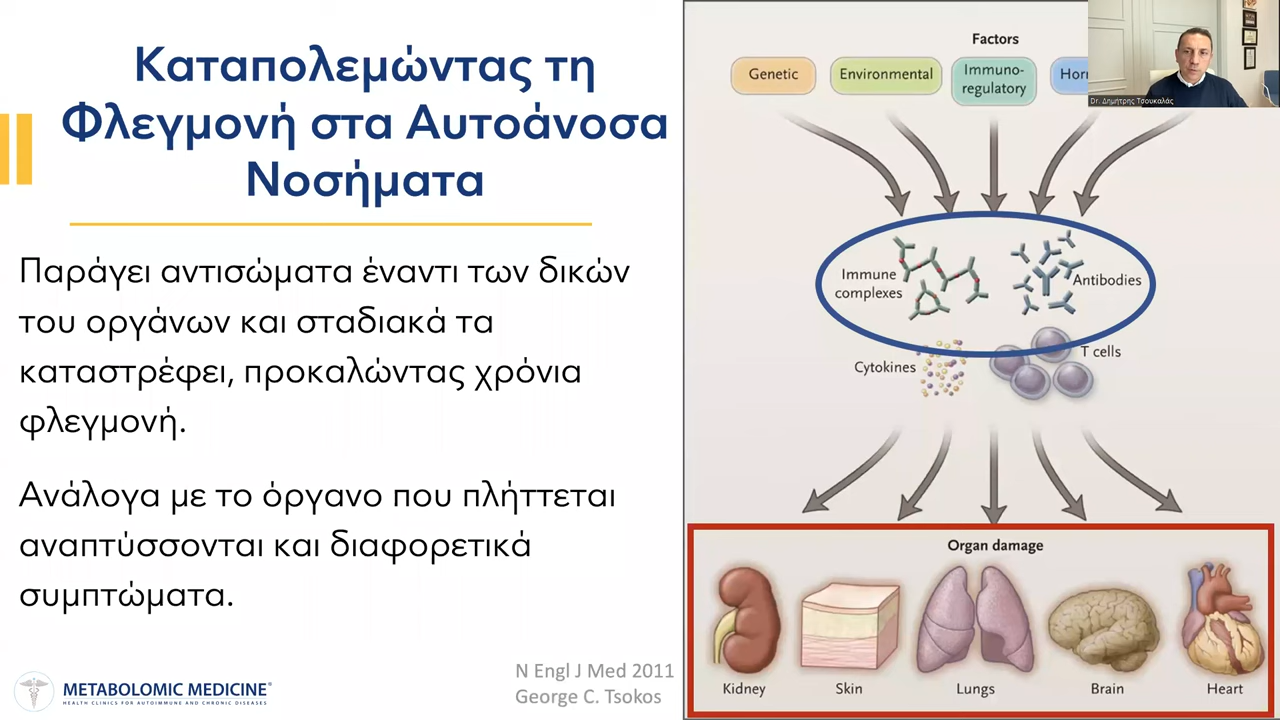 Καταπολεμώντας τη
Φλεγμονή στα Αυτοάνοσα
Νοσήματα
Παράγει αντισώματα έναντι των δικών
του οργάνων και σταδιακά τα
καταστρέφει, προκαλώντας χρόνια
φλεγμονή.
Ανάλογα με το όργανο που πλήττεται
αναπτύσσονται και διαφορετικά
συμπτώματα.
N Engl J Med 2011
George C. Tsokos
METABOLOMIC MEDICINE®
HEALTH CLINICS FOR AUTOIMMUNE AND CHRONIC DISEASES
Factors
Genetic
Environmental
Immuno-
regulatory
Horm
Dr. Δημήτρης Τσουκαλάς
Immune
complexes
Antibodies
Cytokines
T cells
Organ damage
Kidney
Skin
Lungs
Brain
Heart